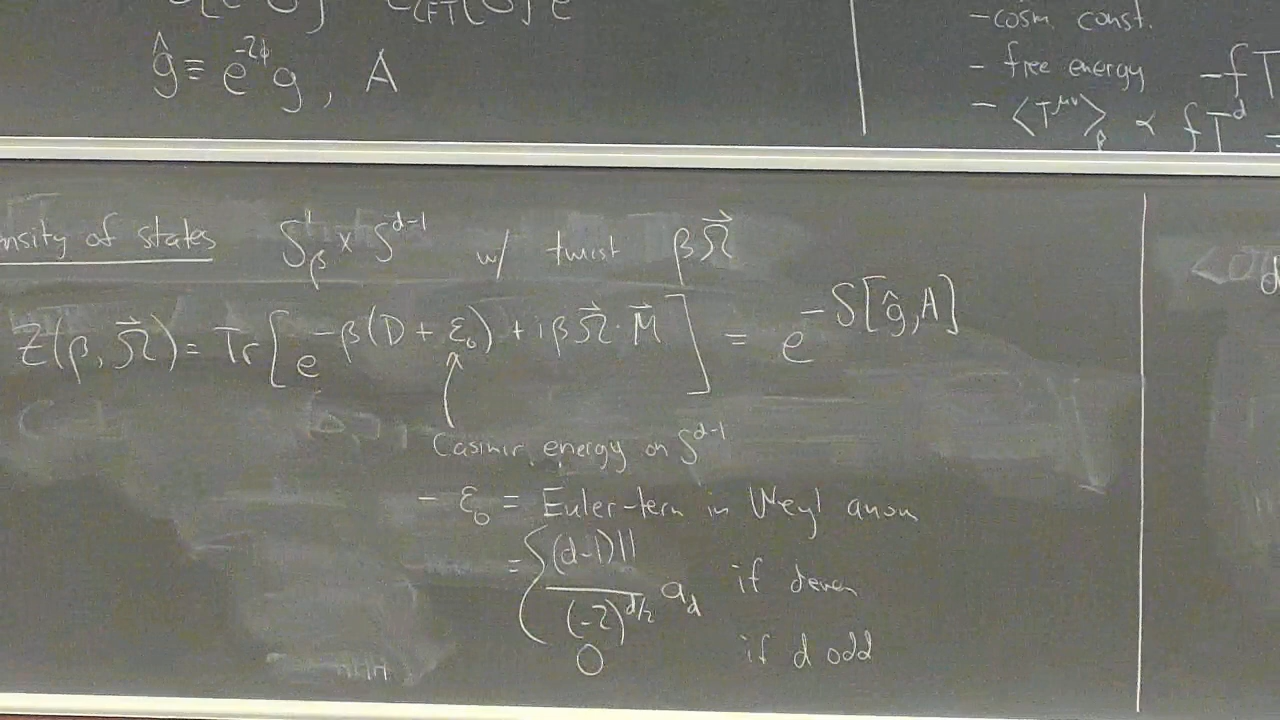 ĝ ≡ e^{-2φ} g, A
- cosm. const.
- free energy -fT
- ⟨T^{μν}⟩_β ∝ fT^d
nsity of states S^1_β × S^{d-1} w/ twist βΩ⃗
Z(β, Ω⃗) = Tr[e^{-β(D + ε_0) + iβΩ⃗·M⃗}] = e^{-S[ĝ,A]}
Casimir energy on S^{d-1}
- ε_0 = Euler-term in Weyl anom
= { (d-1)!! / (-2)^{d/2} a_d if d even
0 if d odd